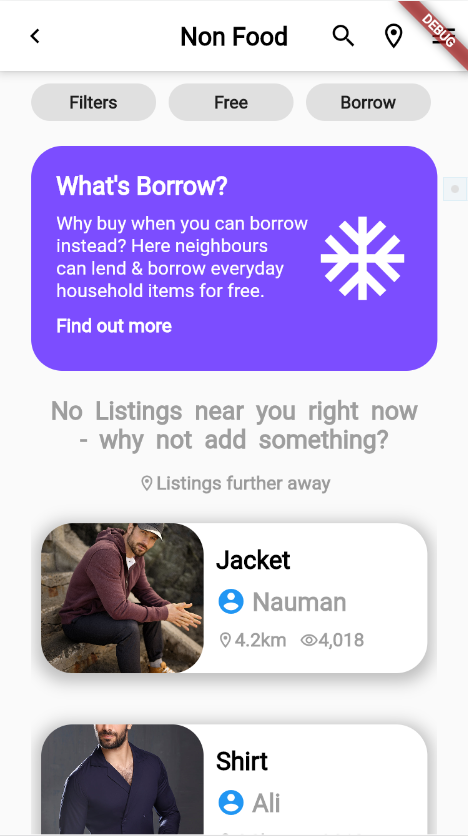 Non Food
DEBUG
Filters
Free
Borrow
What's Borrow?
Why buy when you can borrow
instead? Here neighbours
can lend & borrow everyday
household items for free.
Find out more
No Listings near you right now
- why not add something?
Listings further away
Jacket
Nauman
4.2km 4,018
Shirt
Ali